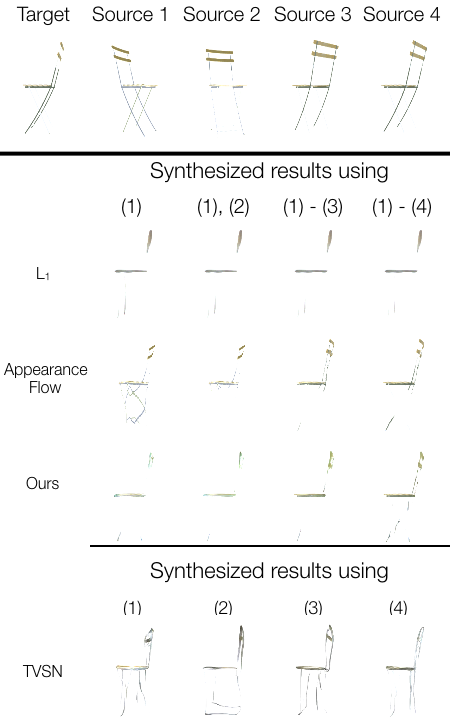 Target Source 1 Source 2 Source 3 Source 4
Synthesized results using
(1) (1), (2) (1) - (3) (1) - (4)
L₁
Appearance
Flow
Ours
Synthesized results using
(1) (2) (3) (4)
TVSN